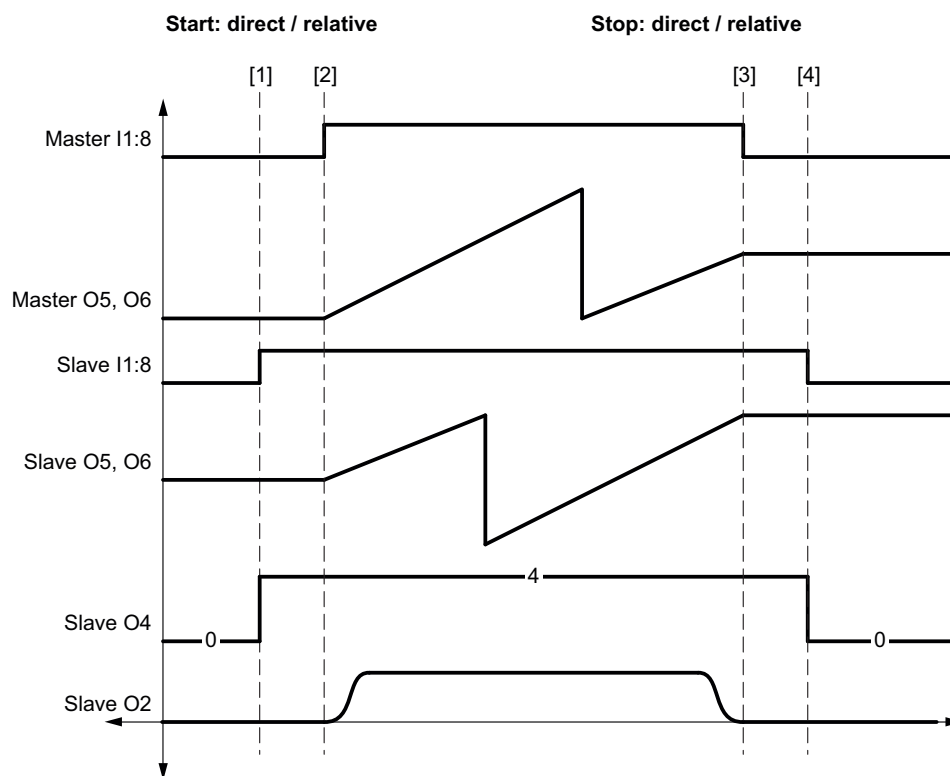 Start: direct / relative
Stop: direct / relative
[1]
[2]
[3]
[4]
Master I1:8
Master O5, O6
Slave I1:8
Slave O5, O6
4
Slave O4
0
0
Slave O2